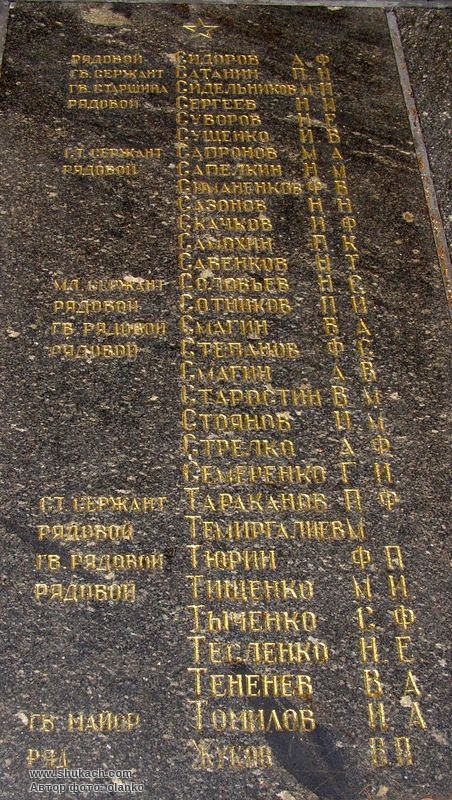 РЯДОВОЙ СИДОРОВ А Ф
ГВ. СЕРЖАНТ САТАНИН П И
ГВ. СТАРШИНА СИДЕЛЬНИКОВ М И
РЯДОВОЙ СЕРГЕЕВ Н И
СУВОРОВ Н Е
СУЩЕНКО И В
СТ. СЕРЖАНТ САПРОНОВ М А
РЯДОВОЙ САПЕЛКИН Н М
СИМАНЕНКОВ Ф В
САЗОНОВ Н Н
СКАЧКОВ И Ф
САМОХИН П К
САВЕНКОВ Н Т
МЛ. СЕРЖАНТ СОЛОВЬЕВ Н С
РЯДОВОЙ СОТНИКОВ И И
ГВ. РЯДОВОЙ СМАГИН В А
РЯДОВОЙ СТЕПАНОВ Ф С
СМАГИН А В
СТАРОСТИН В М
СТОЯНОВ И М
СТРЕЛКО А Ф
СЕМЕРЕНКО Г И
СТ. СЕРЖАНТ ТАРАКАНОВ П Ф
РЯДОВОЙ ТЕМИРГАЛИЕВ М
ГВ. РЯДОВОЙ ТЮРИН Ф П
РЯДОВОЙ ТИЩЕНКО М И
ТЫМЕНКО С Ф
ТЕСЛЕНКО Н Е
ТЕНЕНЕВ В А
ГВ. МАЙОР ТОМИЛОВ И А
РЯД ЖУКОВ В П
www.shukach.com
Автор фото: olanko